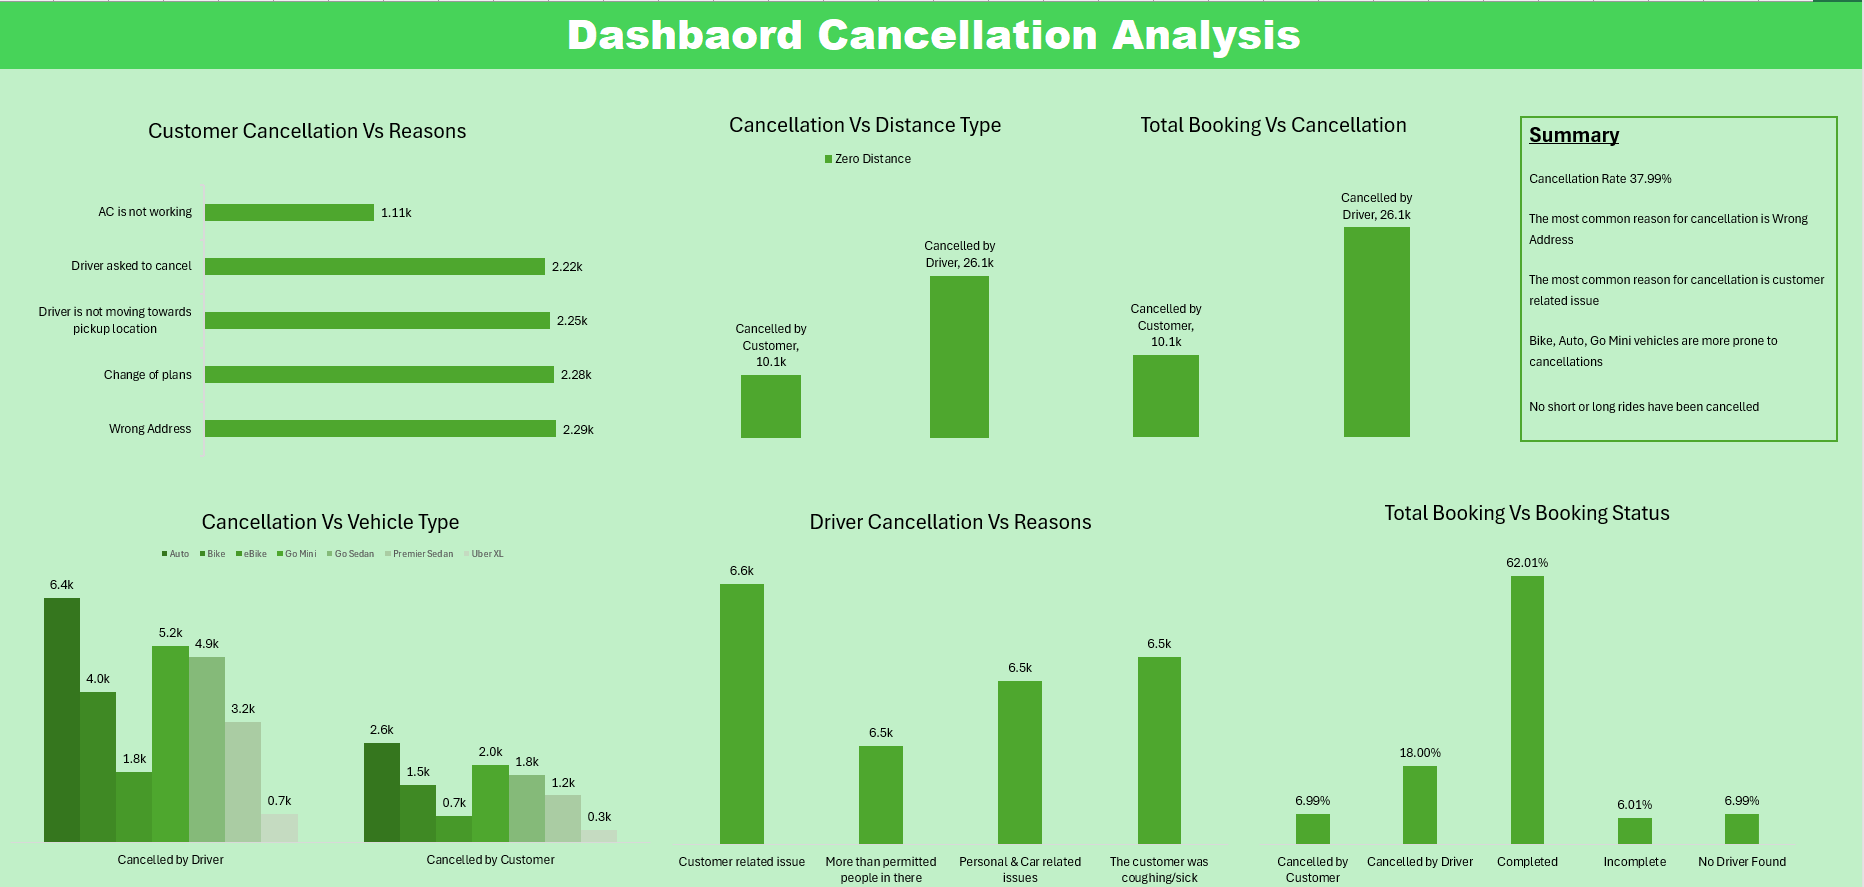 Dashbaord Cancellation Analysis
Customer Cancellation Vs Reasons
AC is not working
1.11k
Driver asked to cancel
2.22k
Driver is not moving towards
pickup location
2.25k
Change of plans
2.28k
Wrong Address
2.29k
Cancellation Vs Distance Type
Zero Distance
Cancelled by
Customer,
10.1k
Cancelled by
Driver, 26.1k
Total Booking Vs Cancellation
Cancelled by
Customer,
10.1k
Cancelled by
Driver, 26.1k
Summary
Cancellation Rate 37.99%
The most common reason for cancellation is Wrong
Address
The most common reason for cancellation is customer
related issue
Bike, Auto, Go Mini vehicles are more prone to
cancellations
No short or long rides have been cancelled
Cancellation Vs Vehicle Type
Auto Bike eBike Go Mini Go Sedan Premier Sedan Uber XL
6.4k
4.0k
1.8k
5.2k
4.9k
3.2k
0.7k
2.6k
1.5k
0.7k
2.0k
1.8k
1.2k
0.3k
Cancelled by Driver
Cancelled by Customer
Driver Cancellation Vs Reasons
6.6k
6.5k
6.5k
6.5k
Customer related issue
More than permitted
people in there
Personal & Car related
issues
The customer was
coughing/sick
Total Booking Vs Booking Status
6.99%
18.00%
62.01%
6.01%
6.99%
Cancelled by
Customer
Cancelled by Driver
Completed
Incomplete
No Driver Found